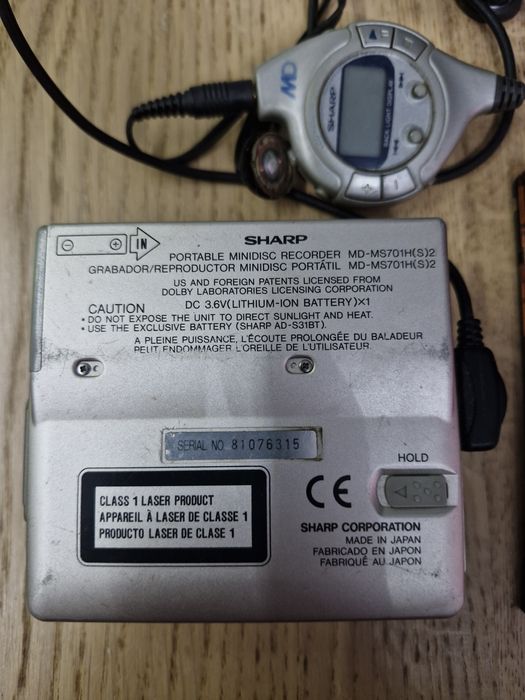 MD
SHARP
BACK LIGHT DISPLAY
IN
SHARP
PORTABLE MINIDISC RECORDER MD-MS701H(S)2
GRABADOR/REPRODUCTOR MINIDISC PORTÁTIL MD-MS701H(S)2
US AND FOREIGN PATENTS LICENSED FROM
DOLBY LABORATORIES LICENSING CORPORATION
CAUTION DC 3.6V(LITHIUM-ION BATTERY)×1
• DO NOT EXPOSE THE UNIT TO DIRECT SUNLIGHT AND HEAT.
• USE THE EXCLUSIVE BATTERY (SHARP AD-S31BT).
A PLEINE PUISSANCE, L'ÉCOUTE PROLONGÉE DU BALADEUR
PEUT ENDOMMAGER L'OREILLE DE L'UTILISATEUR.
SERIAL NO. 81076315
HOLD
CLASS 1 LASER PRODUCT
APPAREIL À LASER DE CLASSE 1
PRODUCTO LASER DE CLASE 1
CE
SHARP CORPORATION
MADE IN JAPAN
FABRICADO EN JAPON
FABRIQUÉ AU JAPON